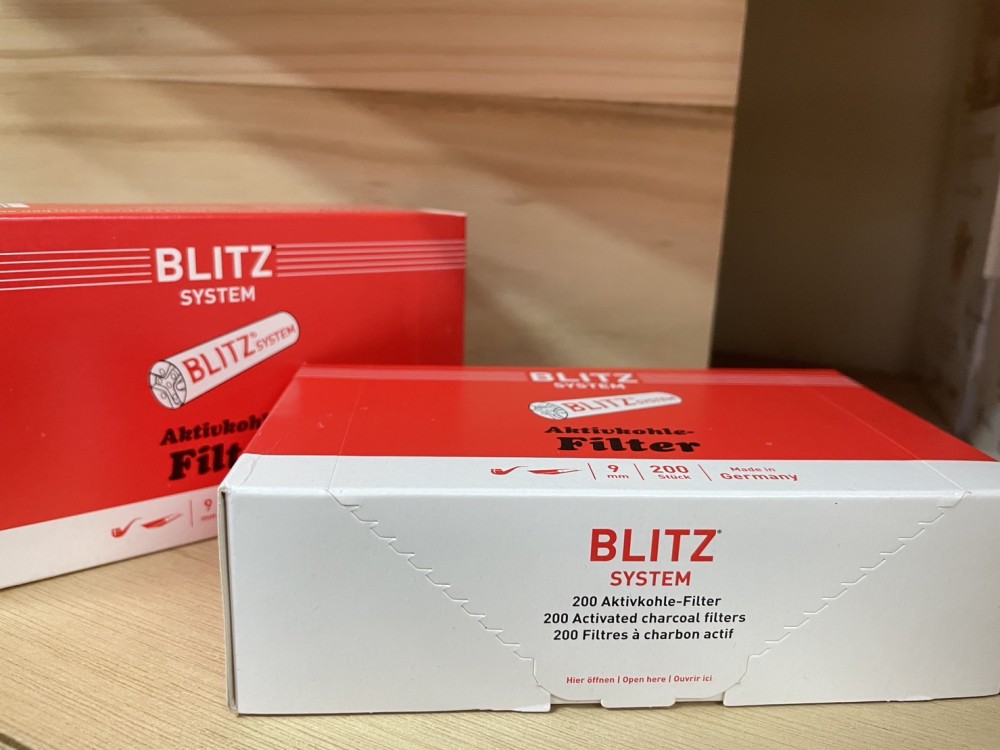 BLITZ
SYSTEM
BLITZ® SYSTEM
Aktivkohle-
Filter
9
mm
BLITZ
SYSTEM
BLITZ® SYSTEM
Aktivkohle-
Filter
9 mm | 200 Stück | Made in Germany
BLITZ®
SYSTEM
200 Aktivkohle-Filter
200 Activated charcoal filters
200 Filtres à charbon actif
Hier öffnen | Open here | Ouvrir ici